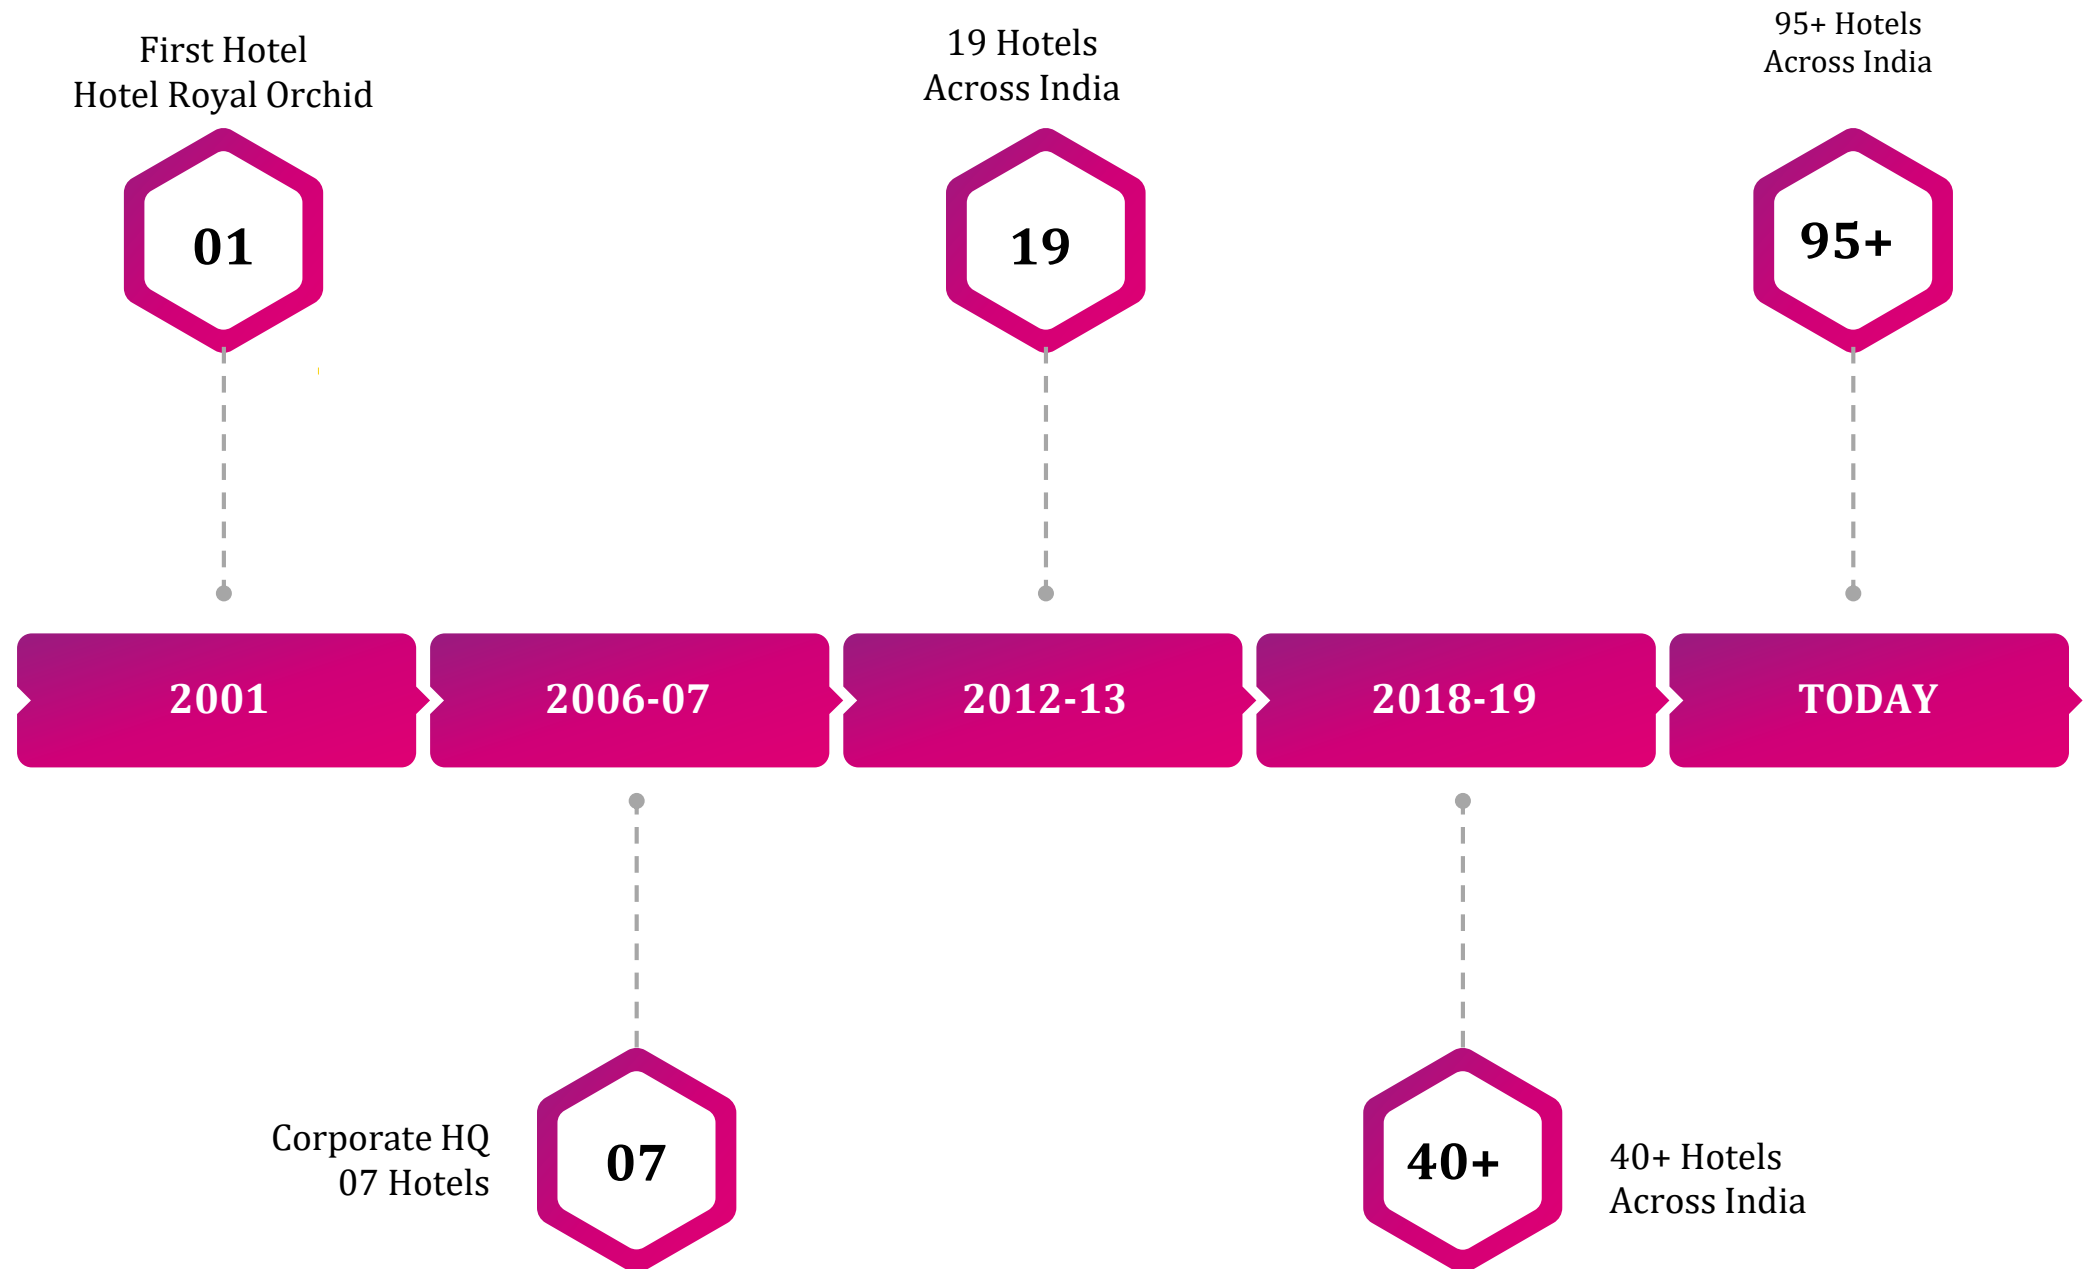 First Hotel
Hotel Royal Orchid
01
19 Hotels
Across India
19
95+ Hotels
Across India
95+
2001
2006-07
2012-13
2018-19
TODAY
Corporate HQ
07 Hotels
07
40+
40+ Hotels
Across India